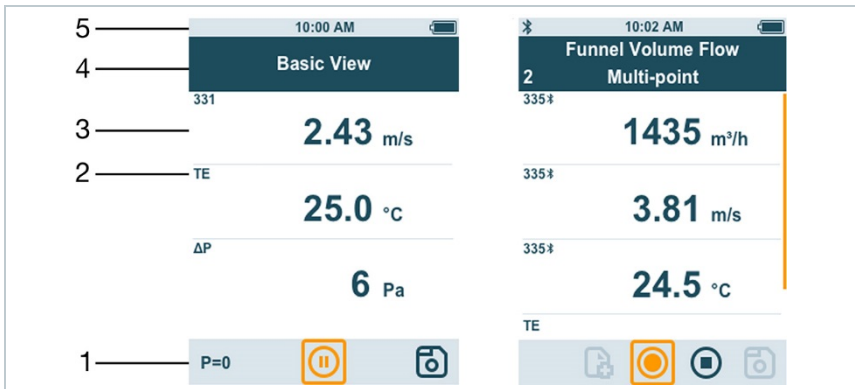 5
4
3
2
1
10:00 AM
Basic View
331
2.43 m/s
TE
25.0 °C
ΔP
6 Pa
P=0
10:02 AM
Funnel Volume Flow
2 Multi-point
335
1435 m³/h
335
3.81 m/s
335
24.5 °C
TE